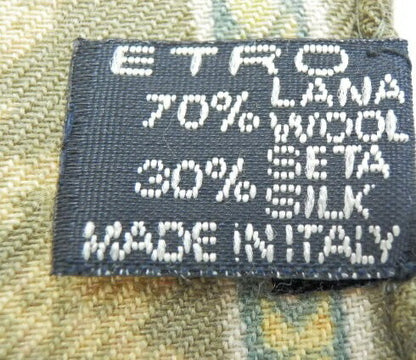 ETRO
70% LANA
WOOL
30% SETA
SILK
MADE IN ITALY